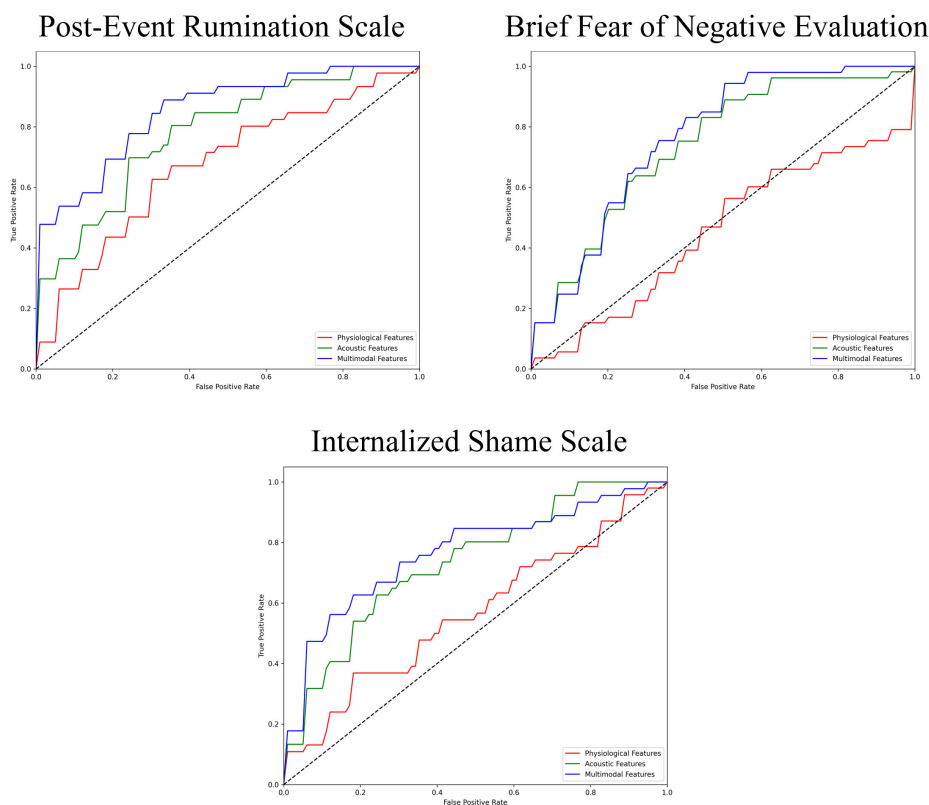 Post-Event Rumination Scale
1.0
0.8
0.6
0.4
0.2
0.0
True Positive Rate
0.0 0.2 0.4 0.6 0.8 1.0
False Positive Rate
Physiological Features
Acoustic Features
Multimodal Features
Brief Fear of Negative Evaluation
1.0
0.8
0.6
0.4
0.2
0.0
True Positive Rate
0.0 0.2 0.4 0.6 0.8 1.0
False Positive Rate
Physiological Features
Acoustic Features
Multimodal Features
Internalized Shame Scale
1.0
0.8
0.6
0.4
0.2
0.0
True Positive Rate
0.0 0.2 0.4 0.6 0.8 1.0
False Positive Rate
Physiological Features
Acoustic Features
Multimodal Features